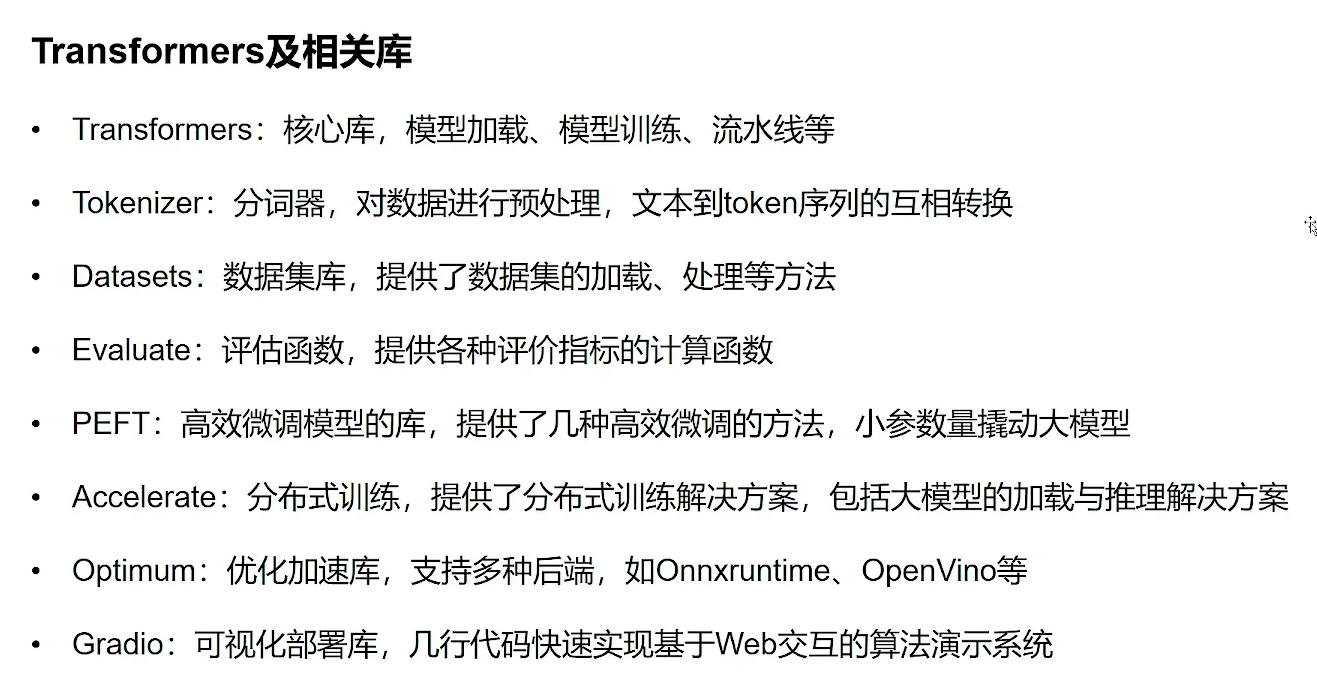 Transformers及相关库
• Transformers：核心库，模型加载、模型训练、流水线等
• Tokenizer：分词器，对数据进行预处理，文本到token序列的互相转换
• Datasets：数据集库，提供了数据集的加载、处理等方法
• Evaluate：评估函数，提供各种评价指标的计算函数
• PEFT：高效微调模型的库，提供了几种高效微调的方法，小参数量撬动大模型
• Accelerate：分布式训练，提供了分布式训练解决方案，包括大模型的加载与推理解决方案
• Optimum：优化加速库，支持多种后端，如Onnxruntime、OpenVino等
• Gradio：可视化部署库，几行代码快速实现基于Web交互的算法演示系统